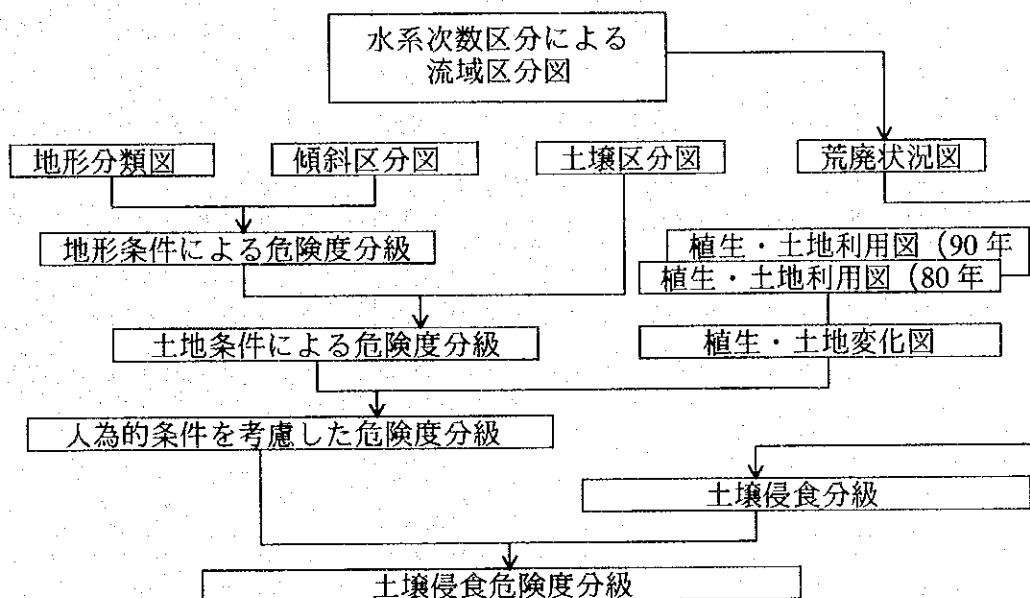 水系次数区分による
流域区分図
地形分類図
傾斜区分図
土壌区分図
荒廃状況図
地形条件による危険度分級
植生・土地利用図（90年
植生・土地利用図（80年
土地条件による危険度分級
植生・土地変化図
人為的条件を考慮した危険度分級
土壌侵食分級
土壌侵食危険度分級